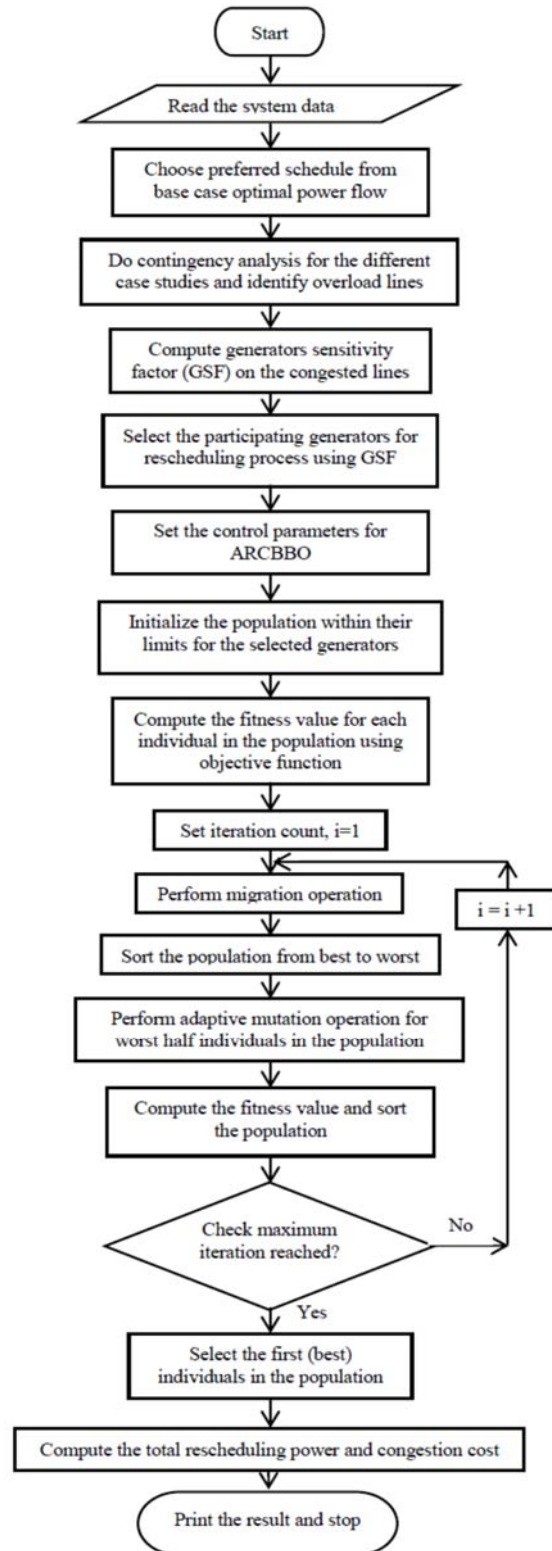 Start
Read the system data
Choose preferred schedule from
base case optimal power flow
Do contingency analysis for the different
case studies and identify overload lines
Compute generators sensitivity
factor (GSF) on the congested lines
Select the participating generators for
rescheduling process using GSF
Set the control parameters for
ARCBBO
Initialize the population within their
limits for the selected generators
Compute the fitness value for each
individual in the population using
objective function
Set iteration count, i=1
Perform migration operation
i = i +1
Sort the population from best to worst
Perform adaptive mutation operation for
worst half individuals in the population
Compute the fitness value and sort
the population
Check maximum
iteration reached?
No
Yes
Select the first (best)
individuals in the population
Compute the total rescheduling power and congestion cost
Print the result and stop